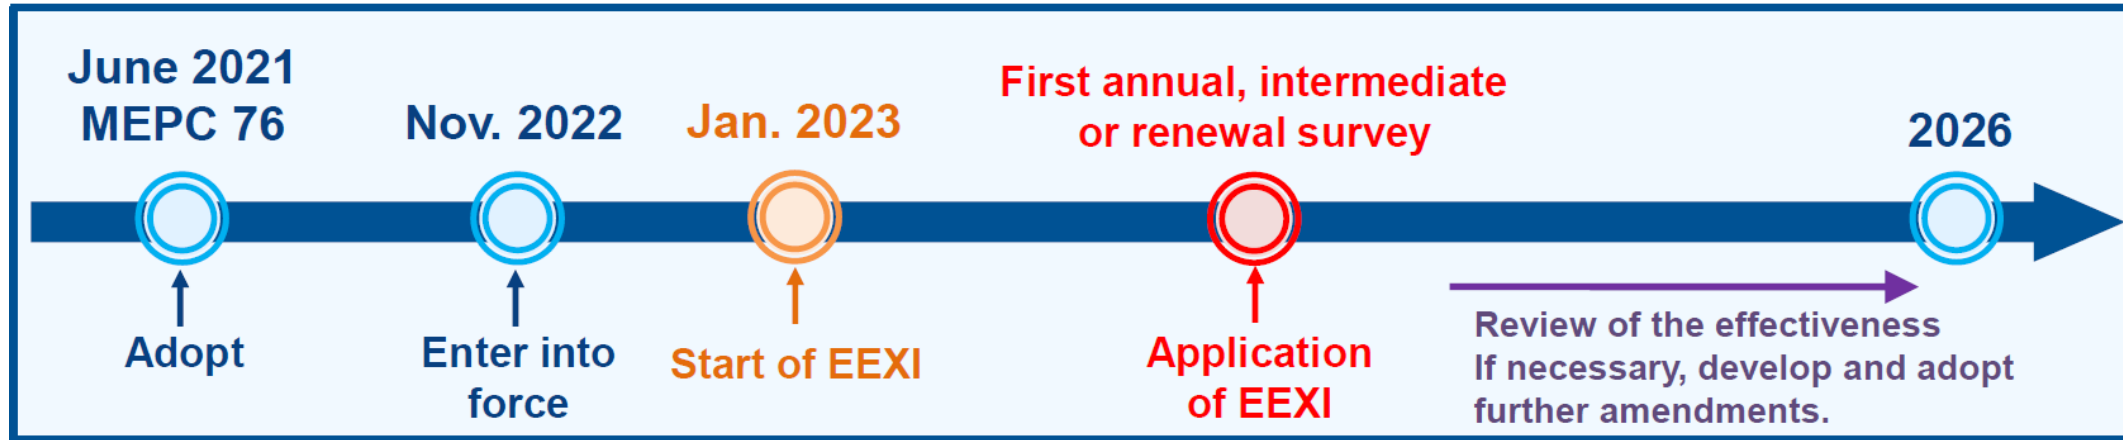 June 2021
MEPC 76
Nov. 2022
Jan. 2023
First annual, intermediate
or renewal survey
2026
Adopt
Enter into
force
Start of EEXI
Application
of EEXI
Review of the effectiveness
If necessary, develop and adopt
further amendments.